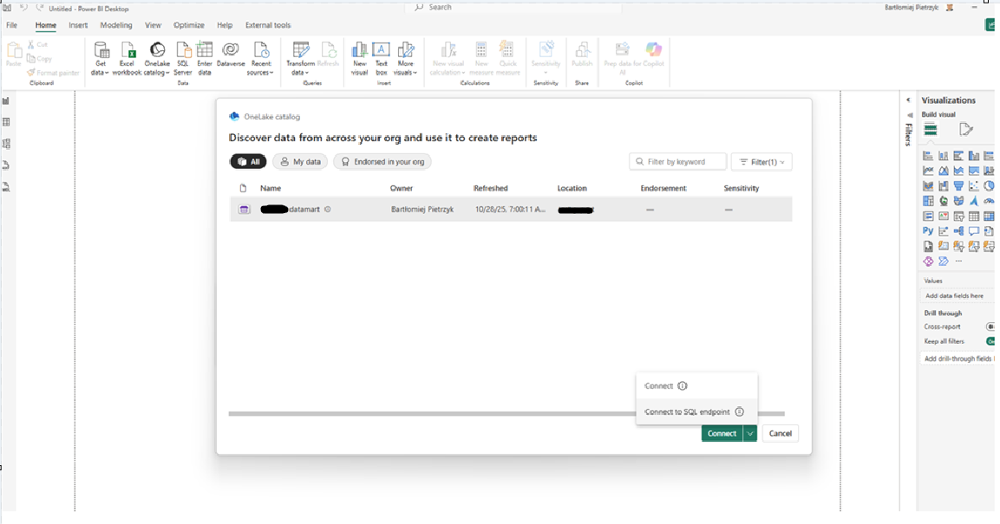 Untitled - Power BI Desktop
Search
Bartłomiej Pietrzyk
File Home Insert Modeling View Optimize Help External tools
Paste
Cut
Copy
Format painter
Clipboard
Get data
Excel workbook
OneLake catalog
SQL Server
Enter data
Dataverse
Recent sources
Data
Transform data
Refresh
Queries
New visual
Text box
More visuals
Insert
New visual calculation
New measure
Quick measure
Calculations
Sensitivity
Sensitivity
Publish
Share
Prep data for AI
Copilot
Copilot
OneLake catalog
Discover data from across your org and use it to create reports
All My data Endorsed in your org
Filter by keyword
Filter(1)
Name Owner Refreshed Location Endorsement Sensitivity
datamart Bartłomiej Pietrzyk 10/28/25, 7:00:11 A... — —
Connect
Connect to SQL endpoint
Connect Cancel
Filters
Visualizations
Build visual
Py
...
Values
Add data fields here
Drill through
Cross-report
Keep all filters
Add drill-through fields